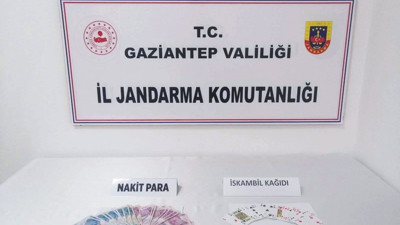 T.C.
GAZİANTEP VALİLİĞİ
İL JANDARMA KOMUTANLIĞI
NAKİT PARA
İSKAMBİL KAĞIDI